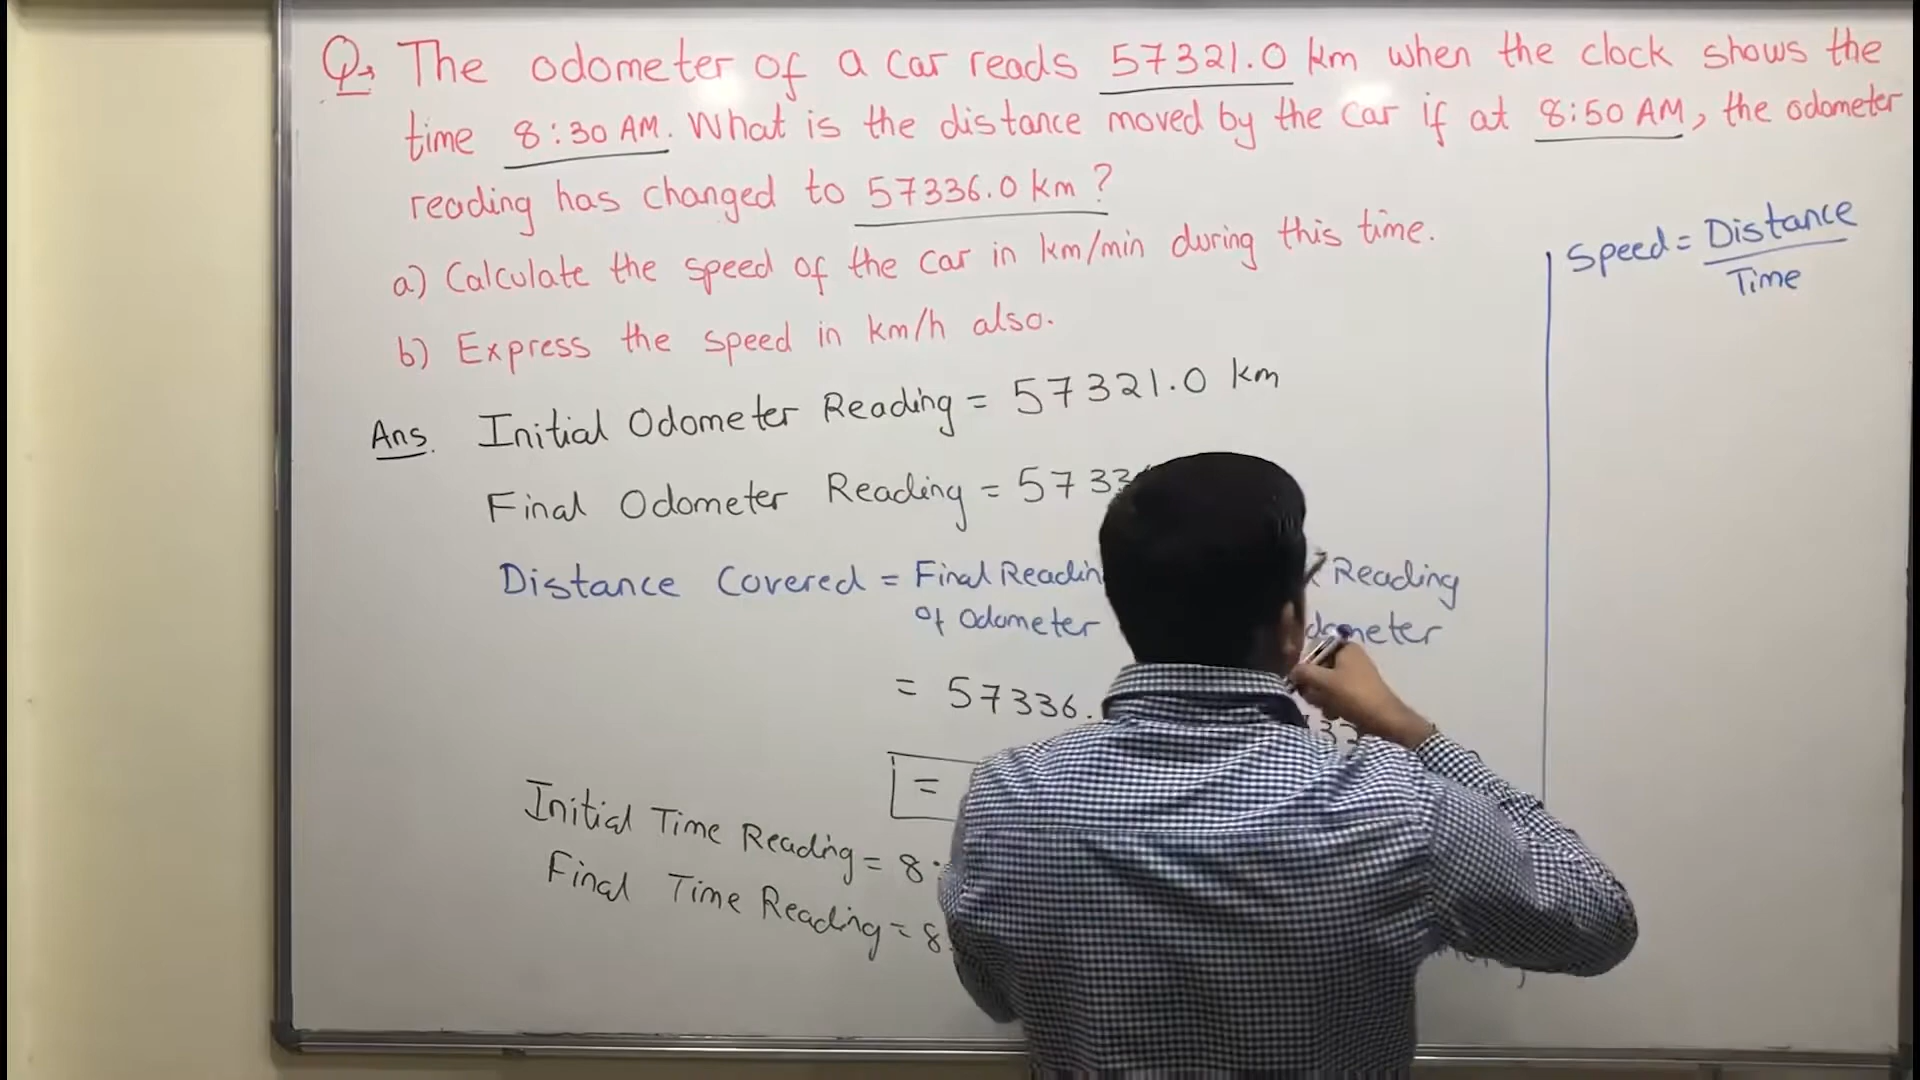 Q. The odometer of a car reads 57321.0 km when the clock shows the
time 8:30 AM. What is the distance moved by the car if at 8:50 AM, the odometer
reading has changed to 57336.0 km ?
a) Calculate the speed of the car in km/min during this time.
b) Express the speed in km/h also.
Speed = Distance
Time
Ans. Initial Odometer Reading = 57321.0 km
Final Odometer Reading = 5733
Distance Covered = Final Readin Reading
of Odometer dometer
= 57336.
=
Initial Time Reading = 8:
Final Time Reading = 8